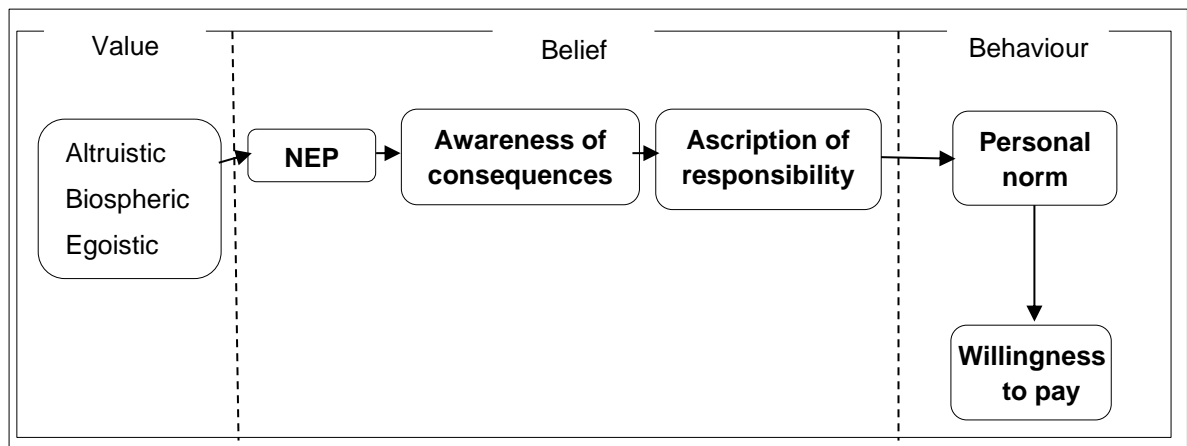 Value
Belief
Behaviour
Altruistic
Biospheric
Egoistic
NEP
Awareness of
consequences
Ascription of
responsibility
Personal
norm
Willingness
to pay